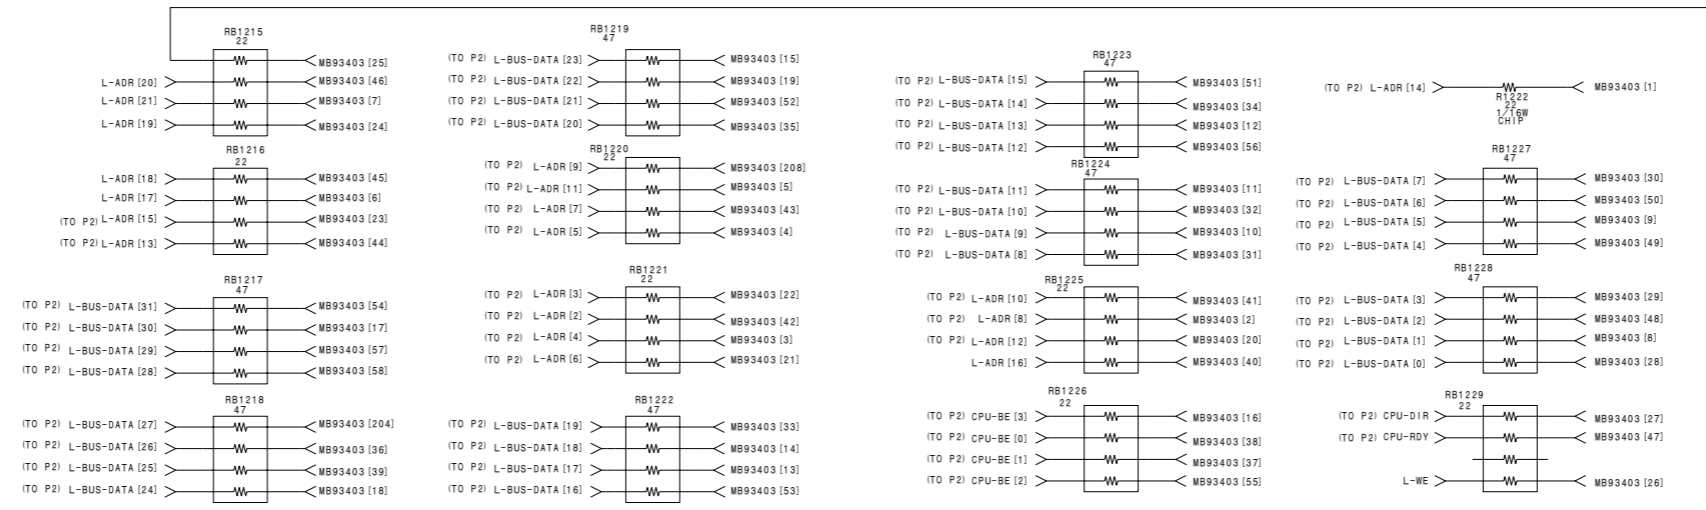 RB1215
22
MB93403 [25]
L-ADR [20] MB93403 [46]
L-ADR [21] MB93403 [7]
L-ADR [19] MB93403 [24]
RB1216
22
L-ADR [18] MB93403 [45]
L-ADR [17] MB93403 [6]
(TO P2) L-ADR [15] MB93403 [23]
(TO P2) L-ADR [13] MB93403 [44]
RB1217
47
(TO P2) L-BUS-DATA [31] MB93403 [54]
(TO P2) L-BUS-DATA [30] MB93403 [17]
(TO P2) L-BUS-DATA [29] MB93403 [57]
(TO P2) L-BUS-DATA [28] MB93403 [58]
RB1218
47
(TO P2) L-BUS-DATA [27] MB93403 [204]
(TO P2) L-BUS-DATA [26] MB93403 [36]
(TO P2) L-BUS-DATA [25] MB93403 [39]
(TO P2) L-BUS-DATA [24] MB93403 [18]
RB1219
47
(TO P2) L-BUS-DATA [23] MB93403 [15]
(TO P2) L-BUS-DATA [22] MB93403 [19]
(TO P2) L-BUS-DATA [21] MB93403 [52]
(TO P2) L-BUS-DATA [20] MB93403 [35]
RB1220
22
(TO P2) L-ADR [9] MB93403 [208]
(TO P2) L-ADR [11] MB93403 [5]
(TO P2) L-ADR [7] MB93403 [43]
(TO P2) L-ADR [5] MB93403 [4]
RB1221
22
(TO P2) L-ADR [3] MB93403 [22]
(TO P2) L-ADR [2] MB93403 [42]
(TO P2) L-ADR [4] MB93403 [3]
(TO P2) L-ADR [6] MB93403 [21]
RB1222
47
(TO P2) L-BUS-DATA [19] MB93403 [33]
(TO P2) L-BUS-DATA [18] MB93403 [14]
(TO P2) L-BUS-DATA [17] MB93403 [13]
(TO P2) L-BUS-DATA [16] MB93403 [53]
RB1223
47
(TO P2) L-BUS-DATA [15] MB93403 [51]
(TO P2) L-BUS-DATA [14] MB93403 [34]
(TO P2) L-BUS-DATA [13] MB93403 [12]
(TO P2) L-BUS-DATA [12] MB93403 [56]
RB1224
47
(TO P2) L-BUS-DATA [11] MB93403 [11]
(TO P2) L-BUS-DATA [10] MB93403 [32]
(TO P2) L-BUS-DATA [9] MB93403 [10]
(TO P2) L-BUS-DATA [8] MB93403 [31]
RB1225
22
(TO P2) L-ADR [10] MB93403 [41]
(TO P2) L-ADR [8] MB93403 [2]
(TO P2) L-ADR [12] MB93403 [20]
L-ADR [16] MB93403 [40]
RB1226
22
(TO P2) CPU-BE [3] MB93403 [16]
(TO P2) CPU-BE [0] MB93403 [38]
(TO P2) CPU-BE [1] MB93403 [37]
(TO P2) CPU-BE [2] MB93403 [55]
(TO P2) L-ADR [14] MB93403 [1]
R1222
22
1/16W
CHIP
RB1227
47
(TO P2) L-BUS-DATA [7] MB93403 [30]
(TO P2) L-BUS-DATA [6] MB93403 [50]
(TO P2) L-BUS-DATA [5] MB93403 [9]
(TO P2) L-BUS-DATA [4] MB93403 [49]
RB1228
47
(TO P2) L-BUS-DATA [3] MB93403 [29]
(TO P2) L-BUS-DATA [2] MB93403 [48]
(TO P2) L-BUS-DATA [1] MB93403 [8]
(TO P2) L-BUS-DATA [0] MB93403 [28]
RB1229
22
(TO P2) CPU-DIR MB93403 [27]
(TO P2) CPU-RDY MB93403 [47]
L-WE MB93403 [26]